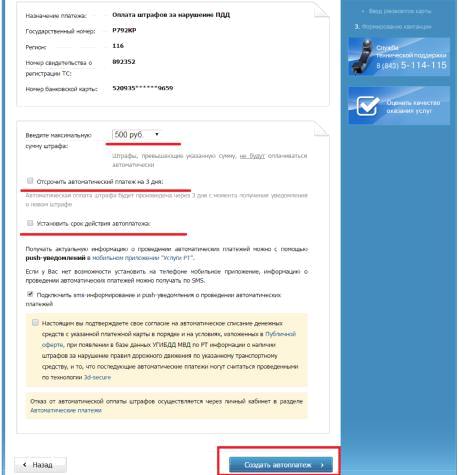 Назначение платежа: Оплата штрафов за нарушение ПДД
Государственный номер: Р792КР
Регион: 116
Номер свидетельства о регистрации ТС: 892352
Номер банковской карты: 520935******9659
Введите максимальную сумму штрафа: 500 руб.
Штрафы, превышающие указанную сумму, не будут оплачиваться
автоматически
Отсрочить автоматический платеж на 3 дня:
Автоматическая оплата штрафа будет произведена через 3 дня с момента получения уведомления
о новом штрафе
Установить срок действия автоплатежа:
Получать актуальную информацию о проведении автоматических платежей можно с помощью
push-уведомлений в мобильном приложении "Услуги РТ".
Если у Вас нет возможности установить на телефоне мобильное приложение, информацию о
проведении автоматических платежей можно получать по SMS.
Подключить sms-информирование и push-уведомления о проведении автоматических
платежей
Настоящим вы подтверждаете свое согласие на автоматическое списание денежных
средств с указанной платежной карты в порядке и на условиях, изложенных в Публичной
оферте, при появлении в базе данных УГИБДД МВД по РТ информации о наличии
штрафов за нарушение правил дорожного движения по указанному транспортному
средству, и то, что последующие автоматические платежи могут считаться проведенными
по технологии 3d-secure
Отказ от автоматической оплаты штрафов осуществляется через личный кабинет в разделе
Автоматические платежи
Назад
Создать автоплатеж
Ввод реквизитов карты
3. Формирование квитанции
Служба
технической поддержки
8 (843) 5-114-115
Оценить качество
оказания услуг